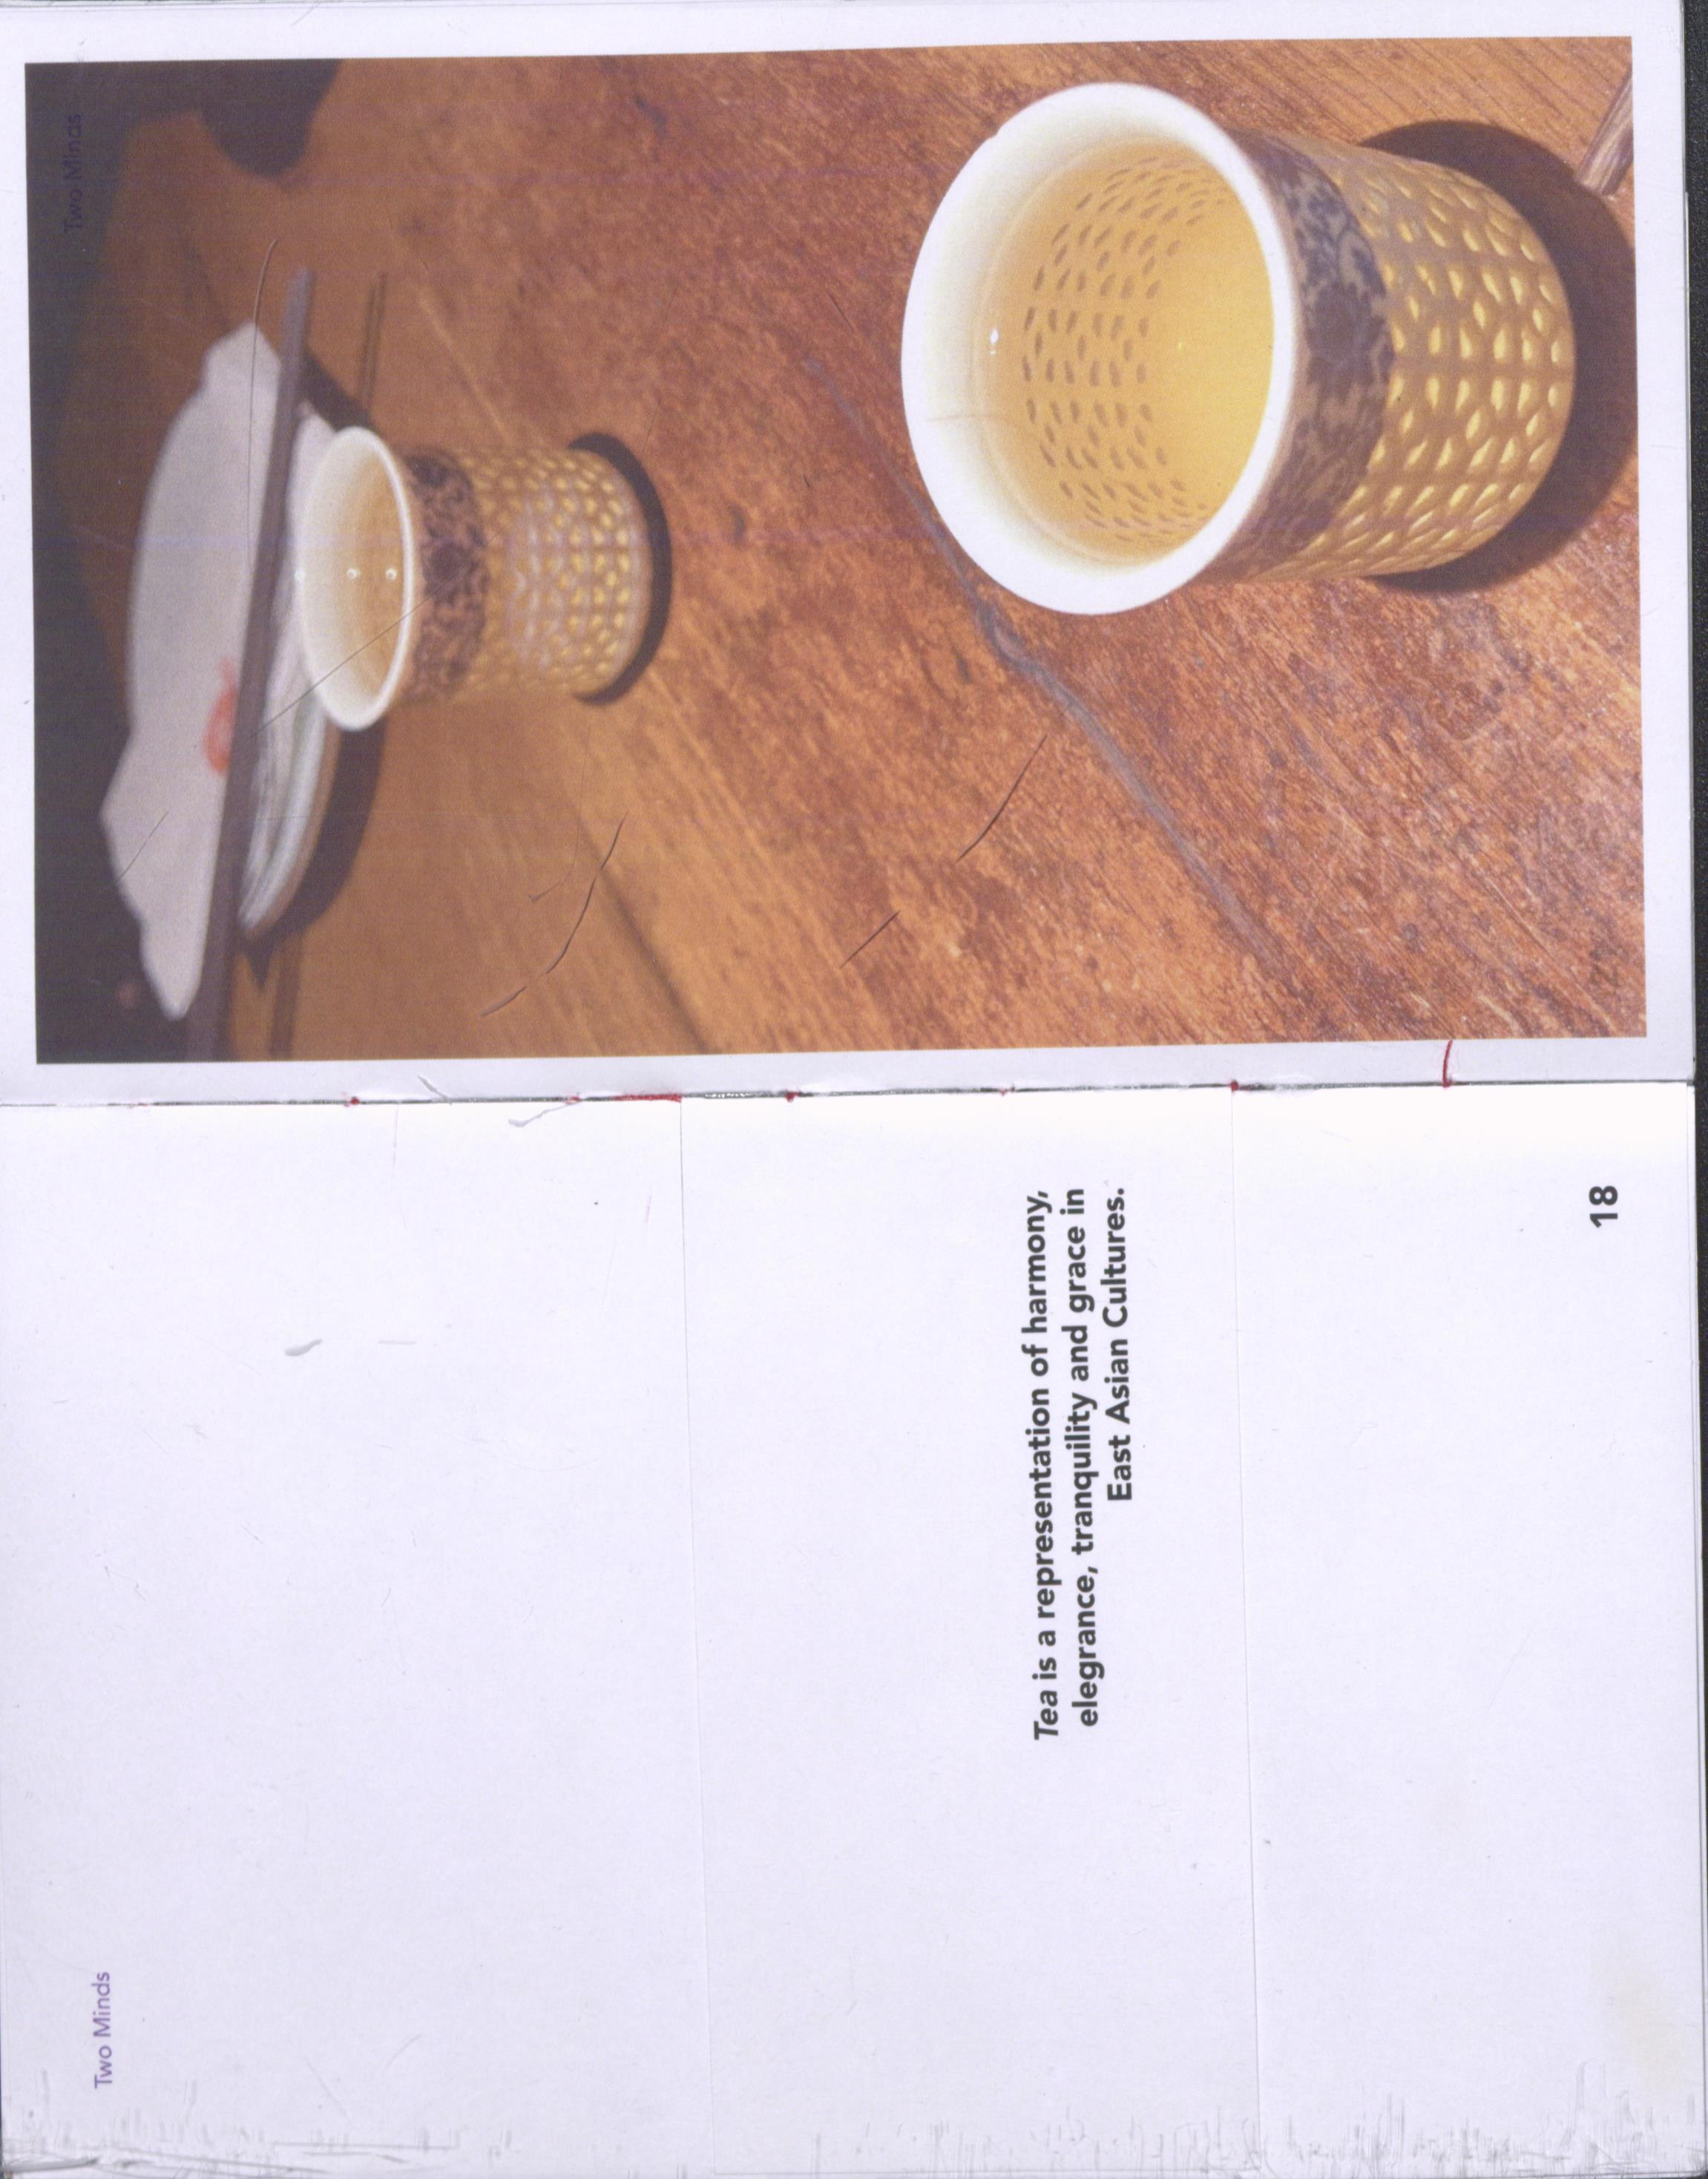 Two Minds
Tea is a representation of harmony,
elegrance, tranquility and grace in
East Asian Cultures.
18
Two Minds